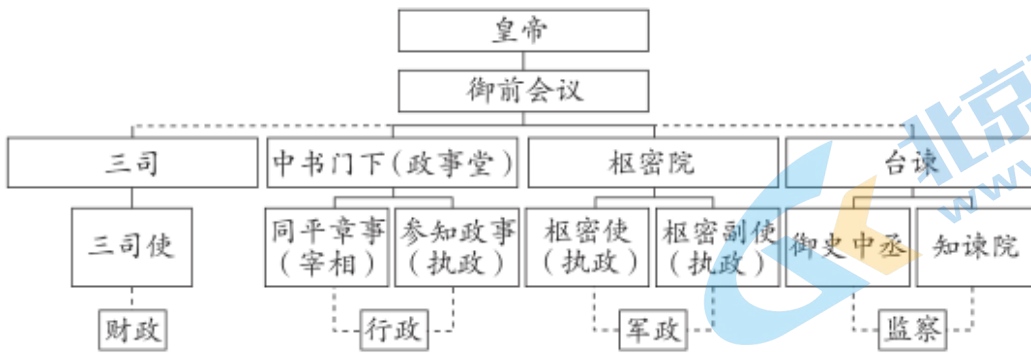 皇帝
御前会议
三司
中书门下(政事堂)
枢密院
台谏
三司使
同平章事
(宰相)
参知政事
(执政)
枢密使
(执政)
枢密副使
(执政)
御史中丞
知谏院
财政
行政
军政
监察
北京
www